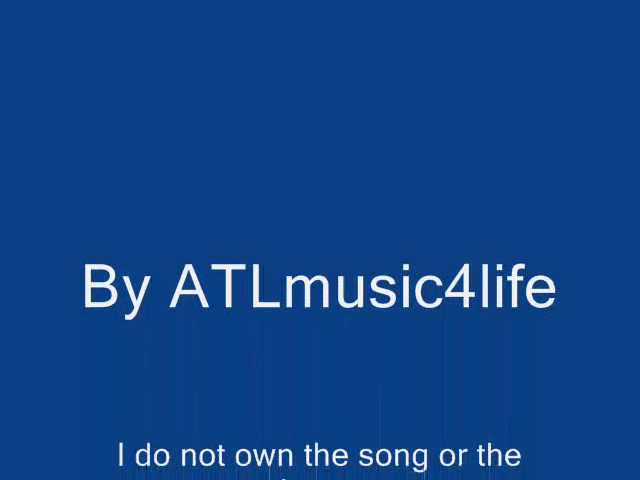 By ATLmusic4life
I do not own the song or the